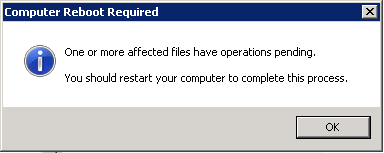 Computer Reboot Required
One or more affected files have operations pending.
You should restart your computer to complete this process.
OK